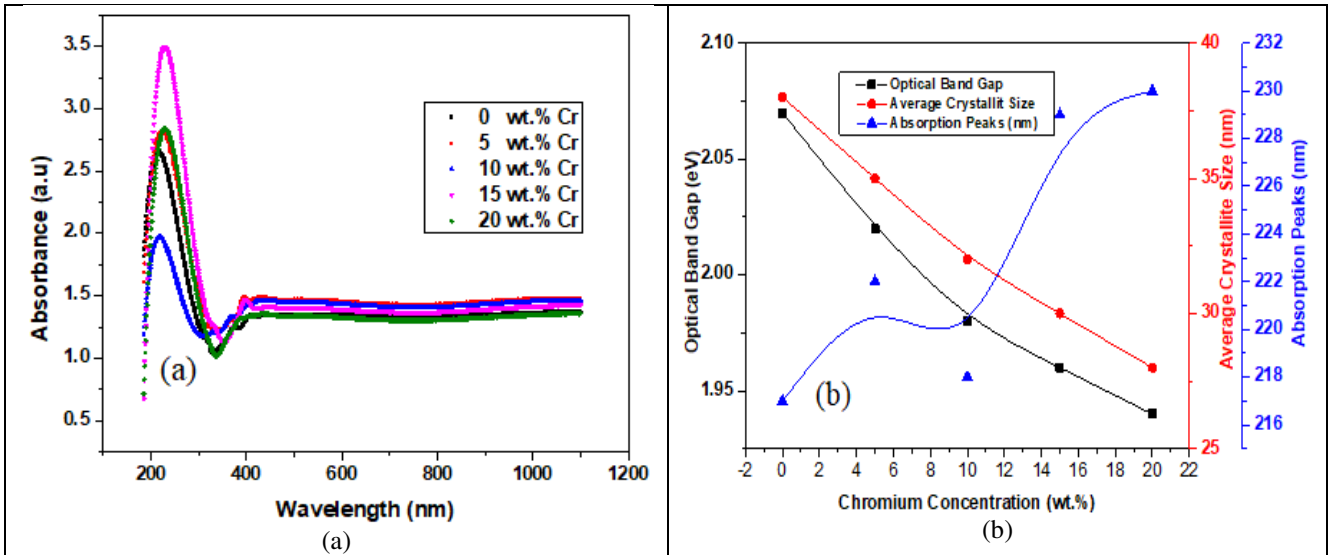 3.5
3.0
2.5
2.0
1.5
1.0
0.5
Absorbance (a.u)
0 wt.% Cr
5 wt.% Cr
10 wt.% Cr
15 wt.% Cr
20 wt.% Cr
(a)
200 400 600 800 1000 1200
Wavelength (nm)
(a)
2.10
2.05
2.00
1.95
Optical Band Gap (eV)
Optical Band Gap
Average Crystallit Size
Absorption Peaks (nm)
(b)
40
35
30
25
Average Crystallite Size (nm)
232
230
228
226
224
222
220
218
216
Absorption Peaks (nm)
-2 0 2 4 6 8 10 12 14 16 18 20 22
Chromium Concentration (wt.%)
(b)